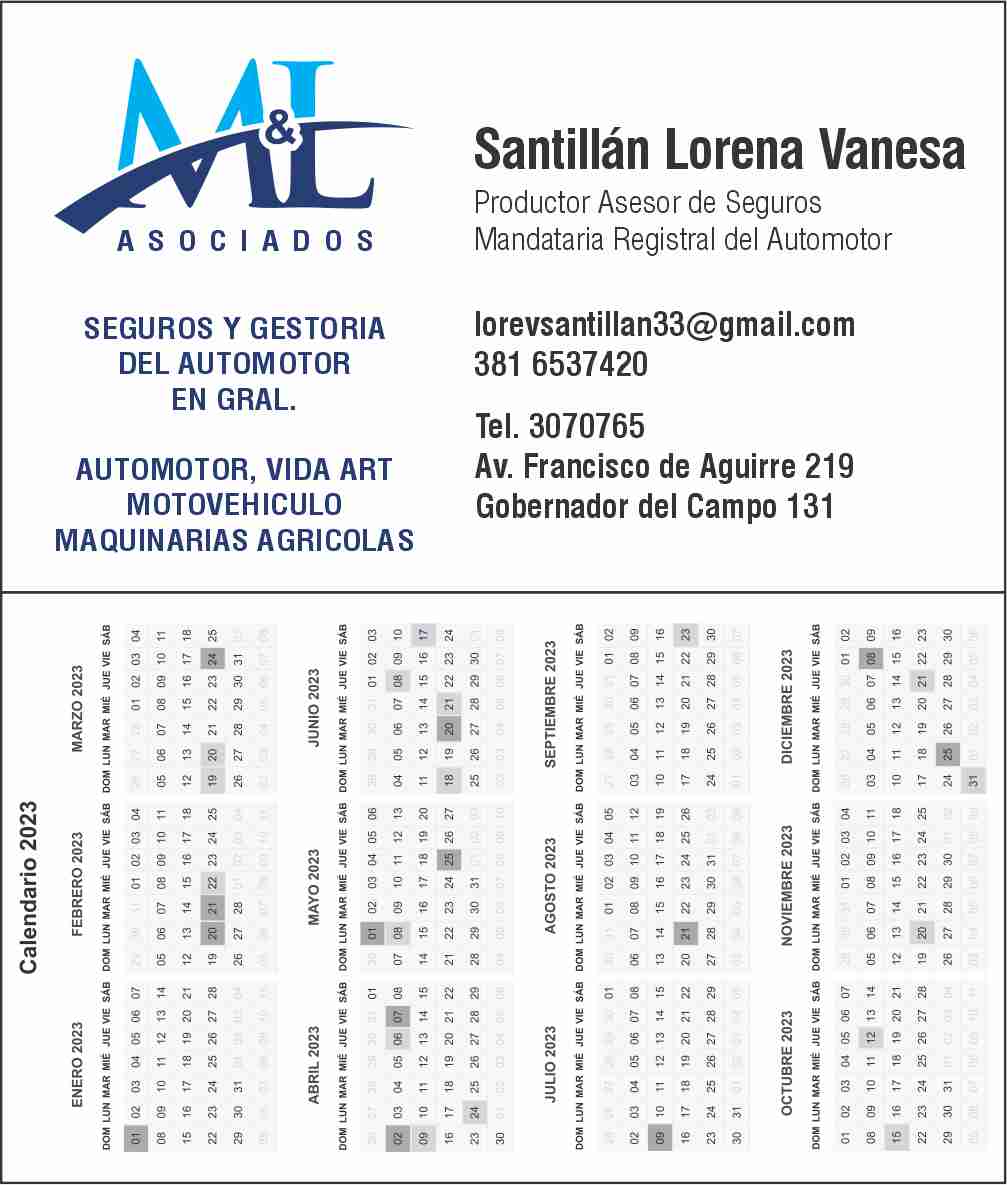 M&L
ASOCIADOS
SEGUROS Y GESTORIA
DEL AUTOMOTOR
EN GRAL.
AUTOMOTOR, VIDA ART
MOTOVEHICULO
MAQUINARIAS AGRICOLAS
Santillán Lorena Vanesa
Productor Asesor de Seguros
Mandataria Registral del Automotor
lorevsantillan33@gmail.com
381 6537420
Tel. 3070765
Av. Francisco de Aguirre 219
Gobernador del Campo 131
Calendario 2023
ENERO 2023
DOM LUN MAR MIÉ JUE VIE SÁB
01 02 03 04 05 06 07
08 09 10 11 12 13 14
15 16 17 18 19 20 21
22 23 24 25 26 27 28
29 30 31
FEBRERO 2023
DOM LUN MAR MIÉ JUE VIE SÁB
01 02 03 04
05 06 07 08 09 10 11
12 13 14 15 16 17 18
19 20 21 22 23 24 25
26 27 28
MARZO 2023
DOM LUN MAR MIÉ JUE VIE SÁB
01 02 03 04
05 06 07 08 09 10 11
12 13 14 15 16 17 18
19 20 21 22 23 24 25
26 27 28 29 30 31
ABRIL 2023
DOM LUN MAR MIÉ JUE VIE SÁB
01
02 03 04 05 06 07 08
09 10 11 12 13 14 15
16 17 18 19 20 21 22
23 24 25 26 27 28 29
30
MAYO 2023
DOM LUN MAR MIÉ JUE VIE SÁB
01 02 03 04 05 06
07 08 09 10 11 12 13
14 15 16 17 18 19 20
21 22 23 24 25 26 27
28 29 30 31
JUNIO 2023
DOM LUN MAR MIÉ JUE VIE SÁB
01 02 03
04 05 06 07 08 09 10
11 12 13 14 15 16 17
18 19 20 21 22 23 24
25 26 27 28 29 30
JULIO 2023
DOM LUN MAR MIÉ JUE VIE SÁB
01
02 03 04 05 06 07 08
09 10 11 12 13 14 15
16 17 18 19 20 21 22
23 24 25 26 27 28 29
30 31
AGOSTO 2023
DOM LUN MAR MIÉ JUE VIE SÁB
01 02 03 04 05
06 07 08 09 10 11 12
13 14 15 16 17 18 19
20 21 22 23 24 25 26
27 28 29 30 31
SEPTIEMBRE 2023
DOM LUN MAR MIÉ JUE VIE SÁB
01 02
03 04 05 06 07 08 09
10 11 12 13 14 15 16
17 18 19 20 21 22 23
24 25 26 27 28 29 30
OCTUBRE 2023
DOM LUN MAR MIÉ JUE VIE SÁB
01 02 03 04 05 06 07
08 09 10 11 12 13 14
15 16 17 18 19 20 21
22 23 24 25 26 27 28
29 30 31
NOVIEMBRE 2023
DOM LUN MAR MIÉ JUE VIE SÁB
01 02 03 04
05 06 07 08 09 10 11
12 13 14 15 16 17 18
19 20 21 22 23 24 25
26 27 28 29 30
DICIEMBRE 2023
DOM LUN MAR MIÉ JUE VIE SÁB
01 02
03 04 05 06 07 08 09
10 11 12 13 14 15 16
17 18 19 20 21 22 23
24 25 26 27 28 29 30
31